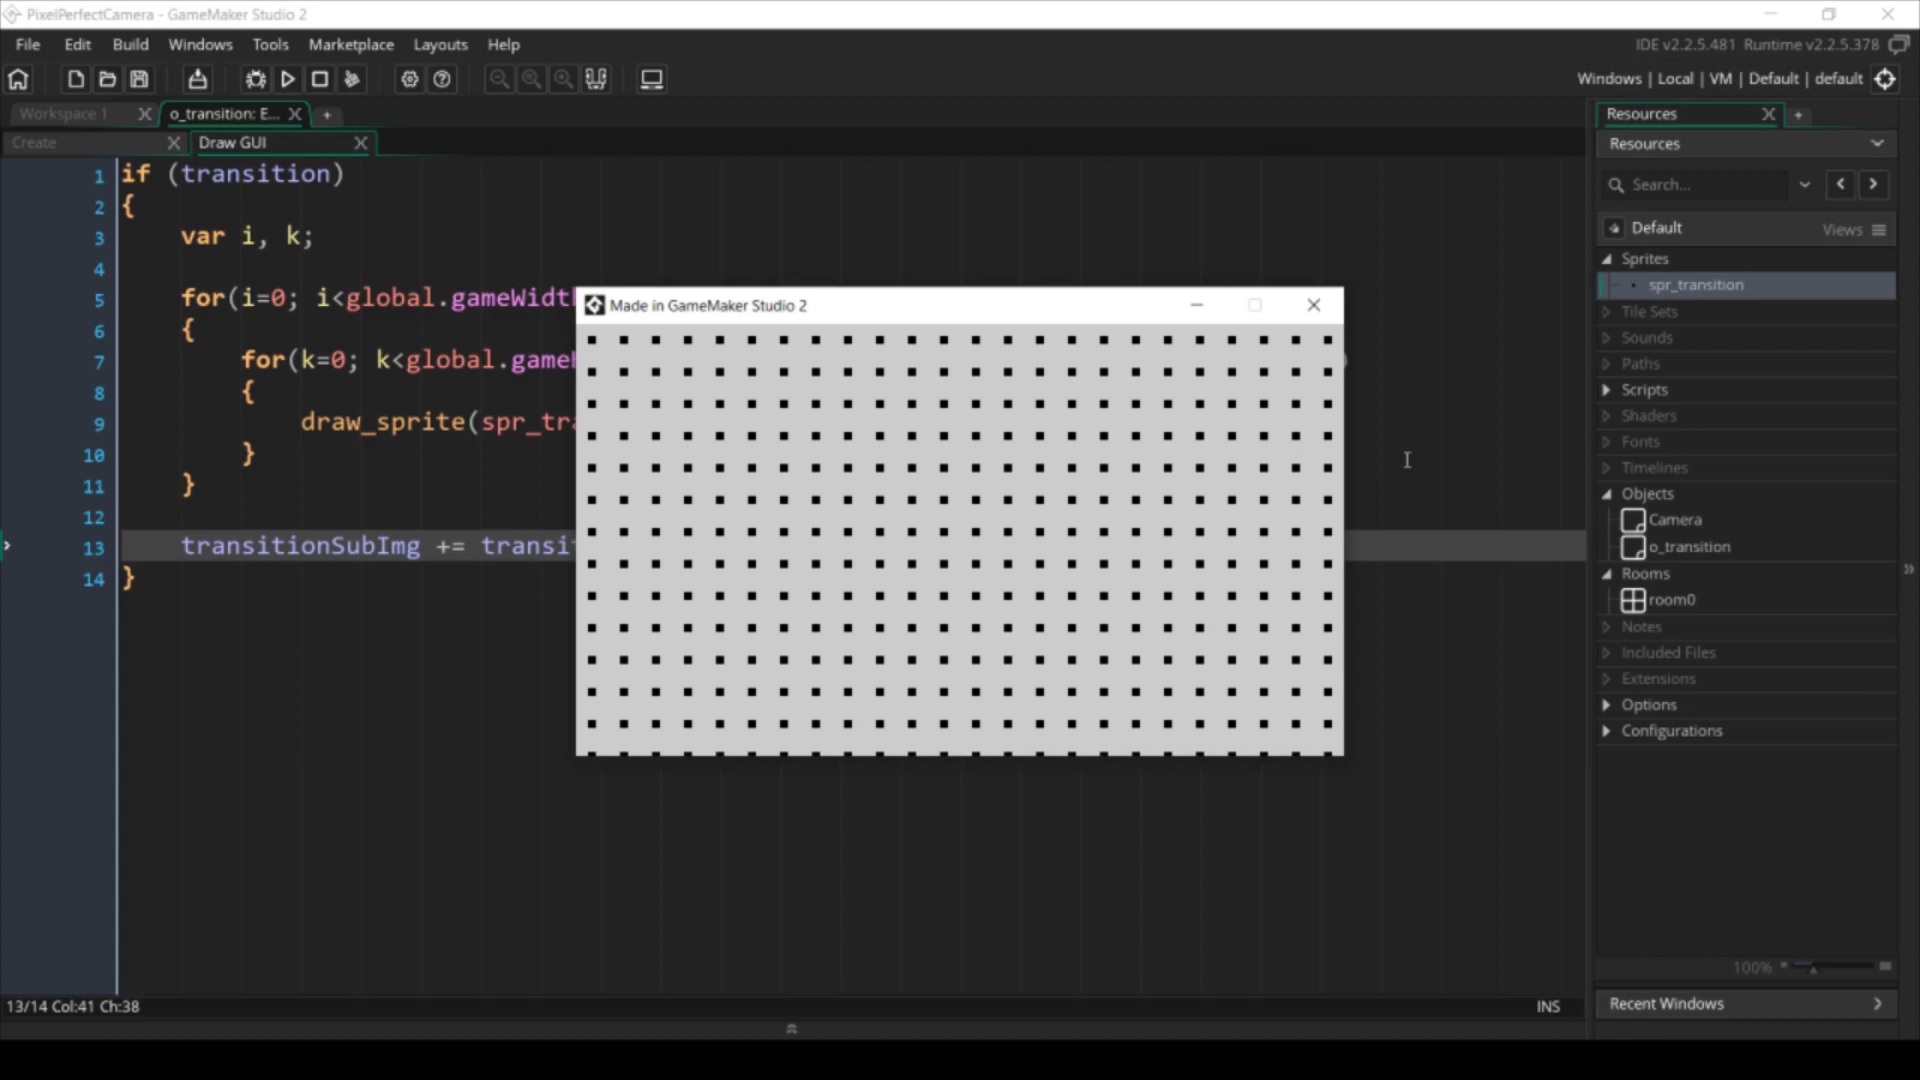 PixelPerfectCamera - GameMaker Studio 2
File Edit Build Windows Tools Marketplace Layouts Help
IDE v2.2.5.481 Runtime v2.2.5.378
Windows | Local | VM | Default | default
Workspace 1
o_transition: E...
Create
Draw GUI
1 if (transition)
2 {
3 var i, k;
4
5 for(i=0; i<global.gameWidth
6 {
7 for(k=0; k<global.game
8 {
9 draw_sprite(spr_tra
10 }
11 }
12
13 transitionSubImg += transit
14 }
Made in GameMaker Studio 2
Resources
Resources
Search...
Default
Views
Sprites
spr_transition
Tile Sets
Sounds
Paths
Scripts
Shaders
Fonts
Timelines
Objects
Camera
o_transition
Rooms
room0
Notes
Included Files
Extensions
Options
Configurations
100%
Recent Windows
13/14 Col:41 Ch:38
INS